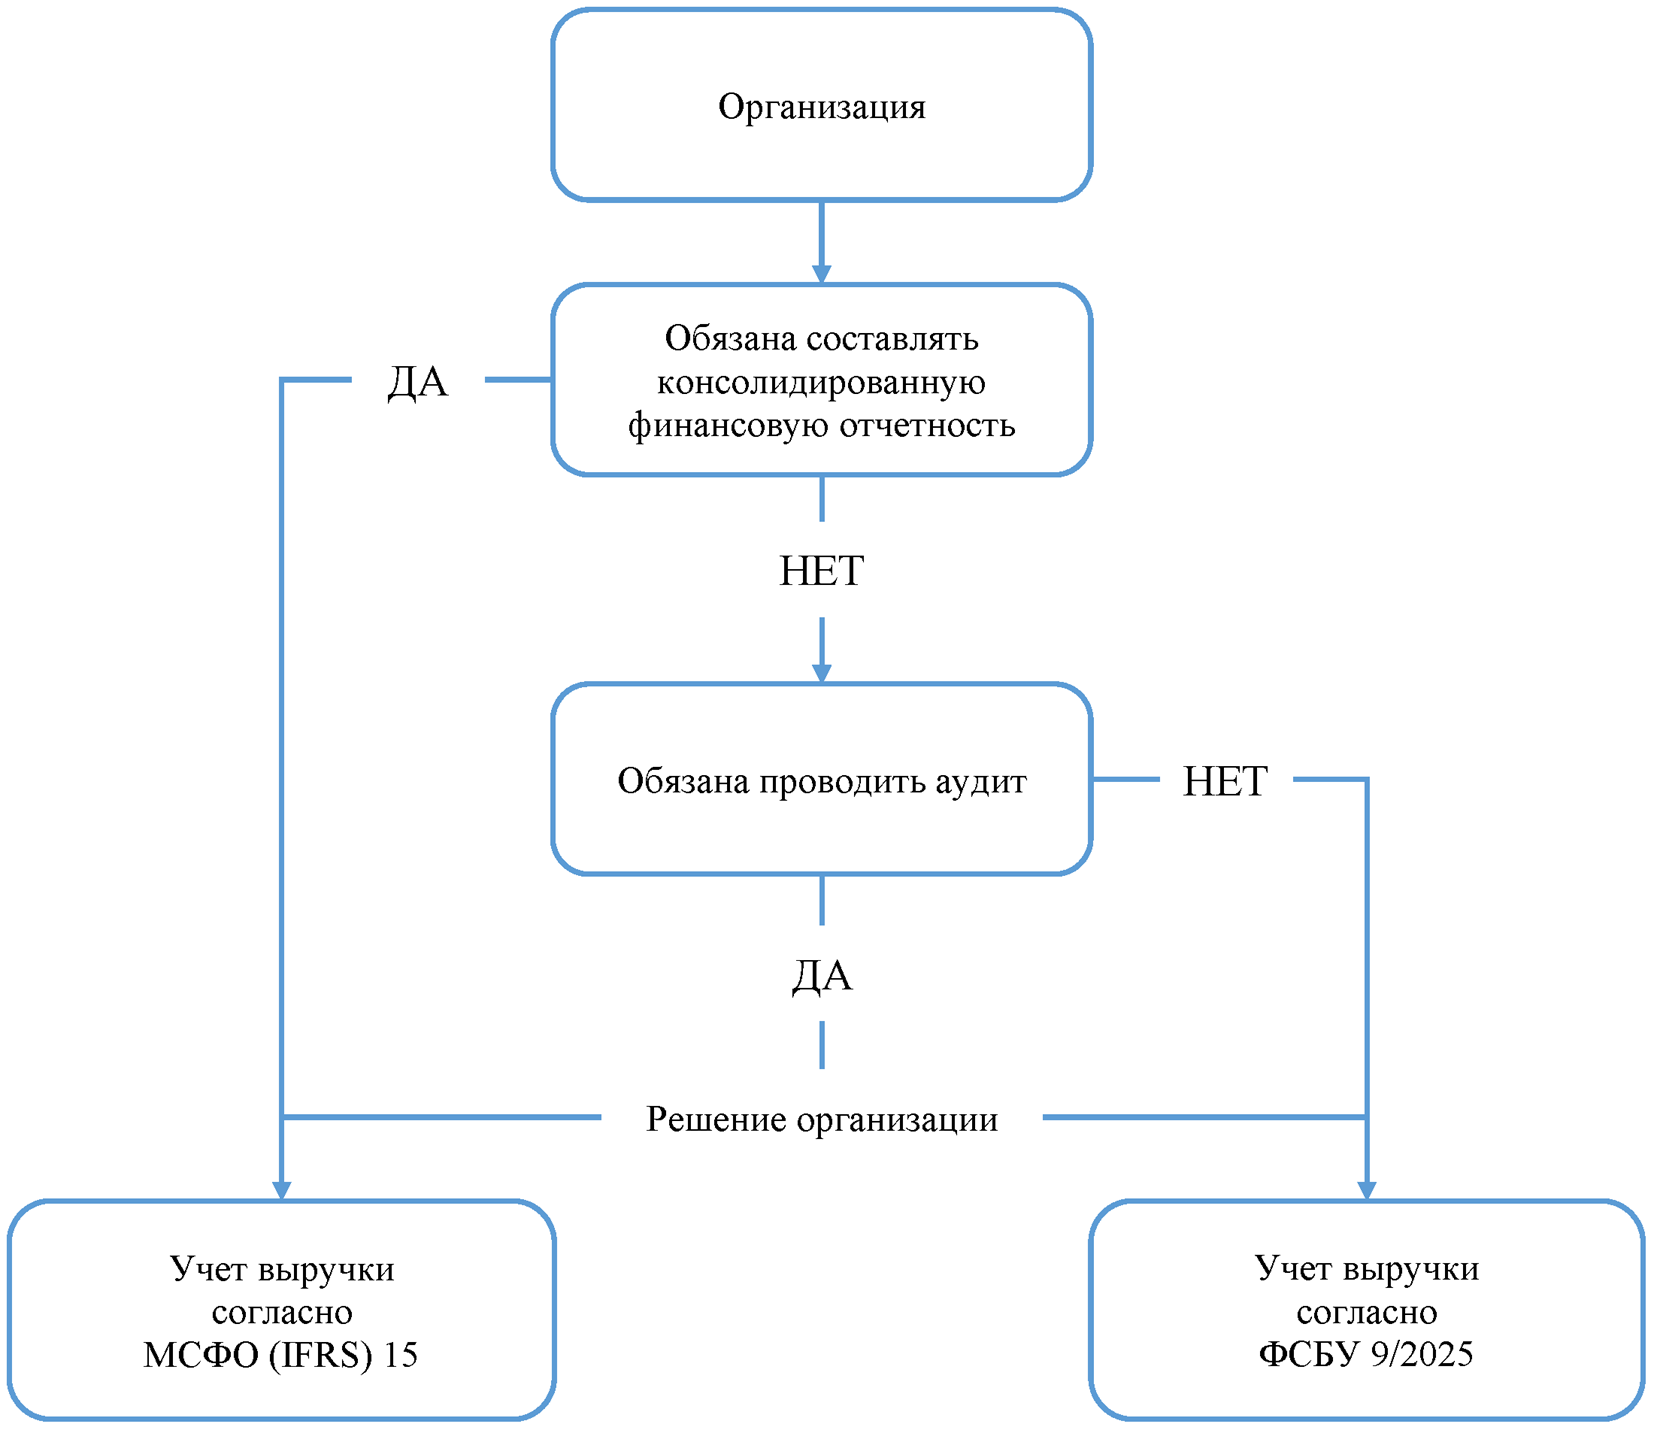 Организация
Обязана составлять
консолидированную
финансовую отчетность
ДА
НЕТ
Обязана проводить аудит
НЕТ
ДА
Решение организации
Учет выручки
согласно
МСФО (IFRS) 15
Учет выручки
согласно
ФСБУ 9/2025